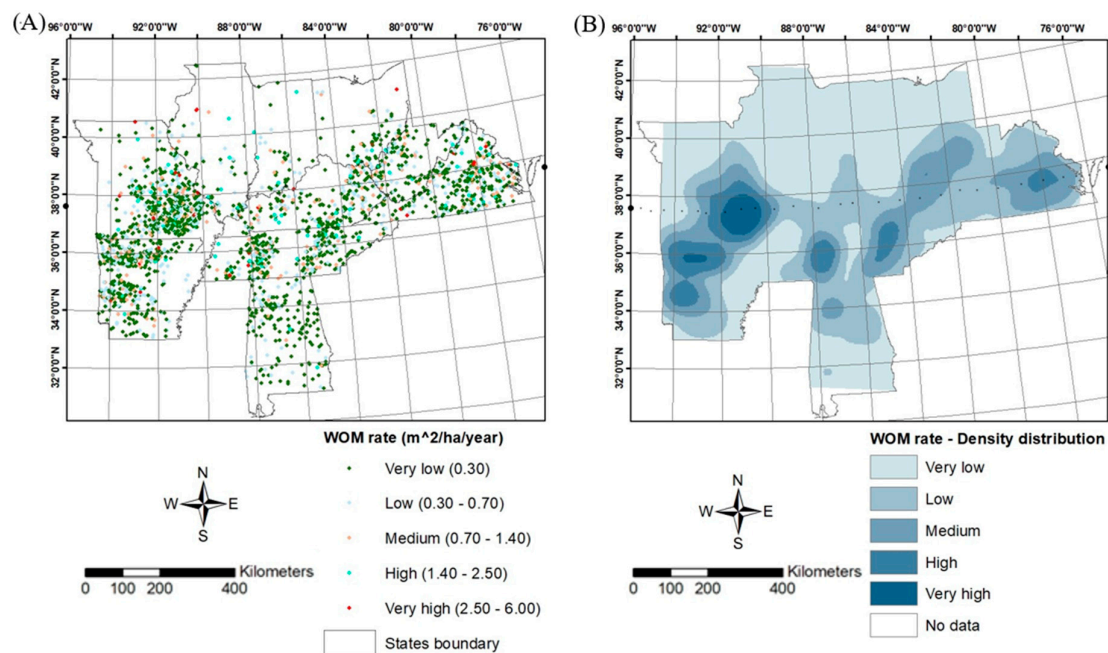 (A)
96°0'0"W 92°0'0"W 88°0'0"W 84°0'0"W 80°0'0"W 76°0'0"W
42°0'0"N
40°0'0"N
38°0'0"N
36°0'0"N
34°0'0"N
32°0'0"N
WOM rate (m^2/ha/year)
Very low (0.30)
Low (0.30 - 0.70)
Medium (0.70 - 1.40)
High (1.40 - 2.50)
Very high (2.50 - 6.00)
States boundary
N
W E
S
Kilometers
0 100 200 400
(B)
96°0'0"W 92°0'0"W 88°0'0"W 84°0'0"W 80°0'0"W 76°0'0"W
42°0'0"N
40°0'0"N
38°0'0"N
36°0'0"N
34°0'0"N
32°0'0"N
WOM rate - Density distribution
Very low
Low
Medium
High
Very high
No data
N
W E
S
Kilometers
0 100 200 400